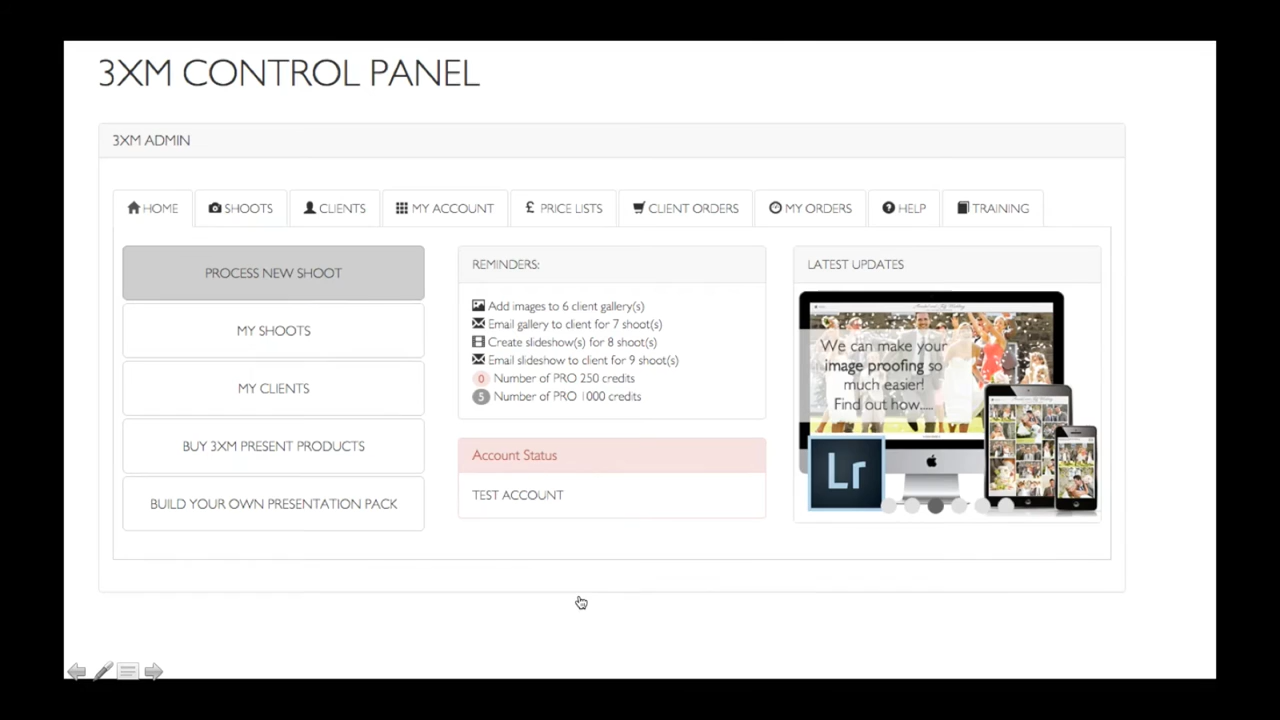 3XM CONTROL PANEL
3XM ADMIN
HOME
SHOOTS
CLIENTS
MY ACCOUNT
£ PRICE LISTS
CLIENT ORDERS
MY ORDERS
HELP
TRAINING
PROCESS NEW SHOOT
MY SHOOTS
MY CLIENTS
BUY 3XM PRESENT PRODUCTS
BUILD YOUR OWN PRESENTATION PACK
REMINDERS:
Add images to 6 client gallery(s)
Email gallery to client for 7 shoot(s)
Create slideshow(s) for 8 shoot(s)
Email slideshow to client for 9 shoot(s)
0 Number of PRO 250 credits
5 Number of PRO 1000 credits
Account Status
TEST ACCOUNT
LATEST UPDATES
We can make your
image proofing so
much easier!
Find out how.....
Lr